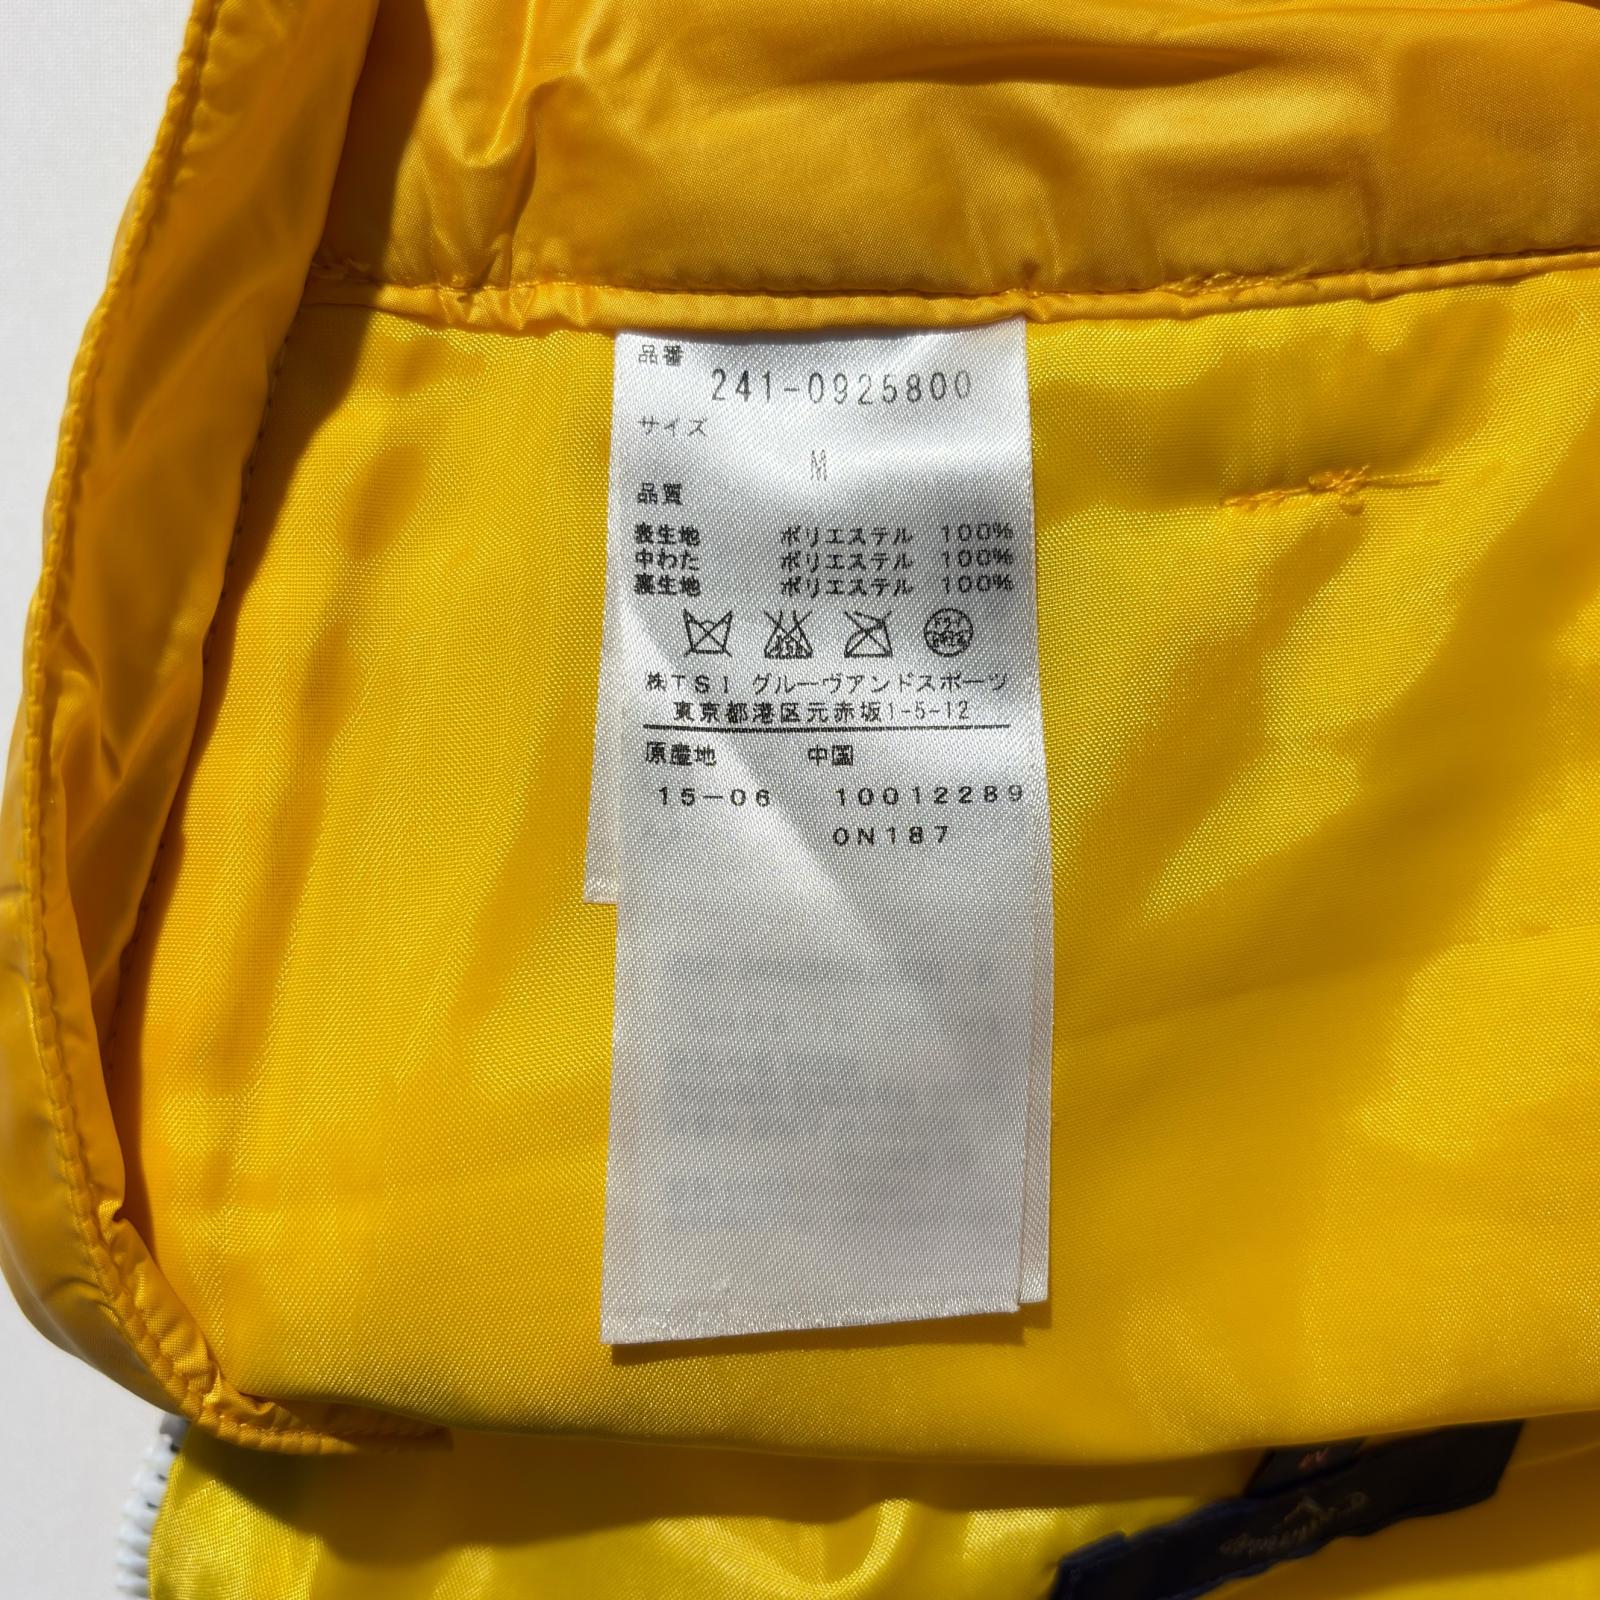 品番
241-0925800
サイズ
M
品質
表生地 ポリエステル 100%
中わた ポリエステル 100%
裏生地 ポリエステル 100%
株TSI グルーヴアンドスポーツ
東京都港区元赤坂1-5-12
原産地 中国
15-06 10012289
0N187